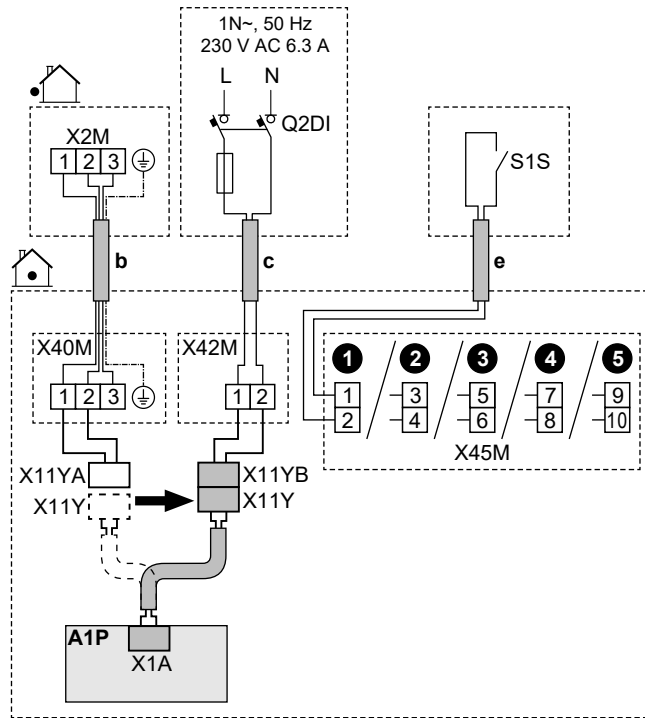 1N~, 50 Hz
230 V AC 6.3 A
L N
Q2DI
X2M
1 2 3
S1S
b
c
e
X40M
1 2 3
X42M
1 2
1 2 3 4 5
1 3 5 7 9
2 4 6 8 10
X45M
X11YA
X11YB
X11Y
X11Y
A1P
X1A